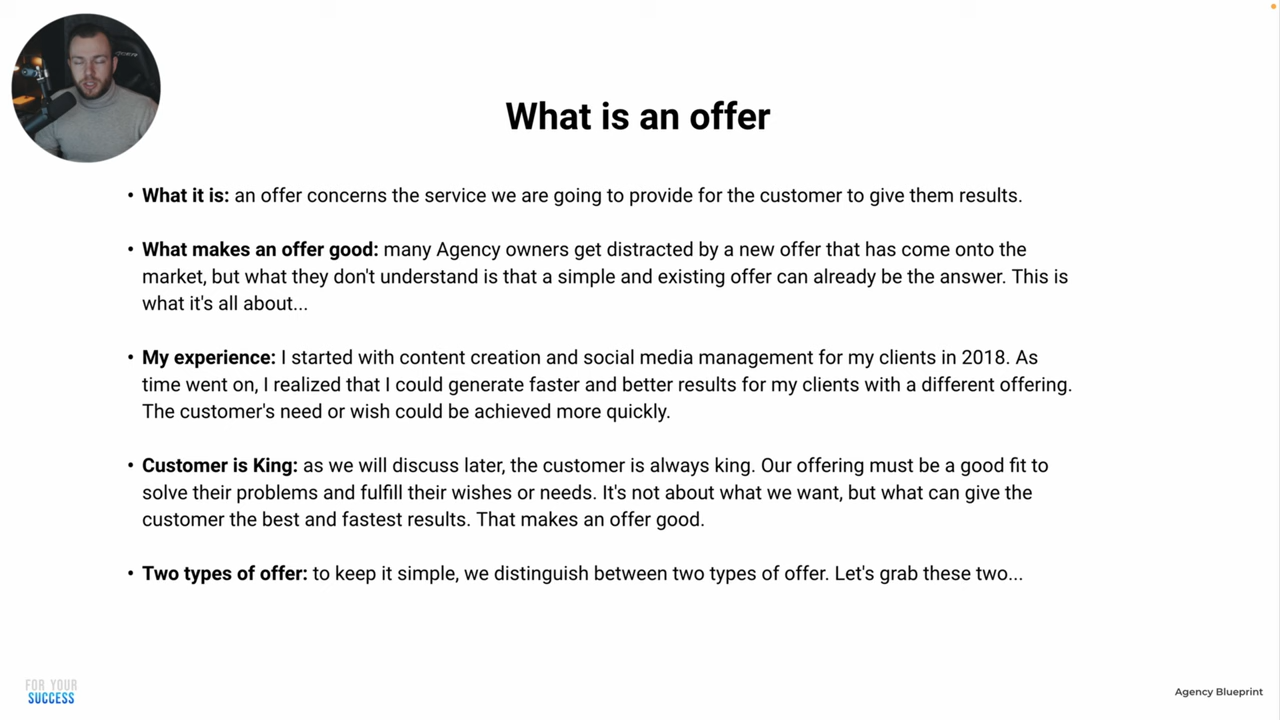 What is an offer
• What it is: an offer concerns the service we are going to provide for the customer to give them results.
• What makes an offer good: many Agency owners get distracted by a new offer that has come onto the
market, but what they don't understand is that a simple and existing offer can already be the answer. This is
what it's all about...
• My experience: I started with content creation and social media management for my clients in 2018. As
time went on, I realized that I could generate faster and better results for my clients with a different offering.
The customer's need or wish could be achieved more quickly.
• Customer is King: as we will discuss later, the customer is always king. Our offering must be a good fit to
solve their problems and fulfill their wishes or needs. It's not about what we want, but what can give the
customer the best and fastest results. That makes an offer good.
• Two types of offer: to keep it simple, we distinguish between two types of offer. Let's grab these two...
FOR YOUR
SUCCESS
Agency Blueprint